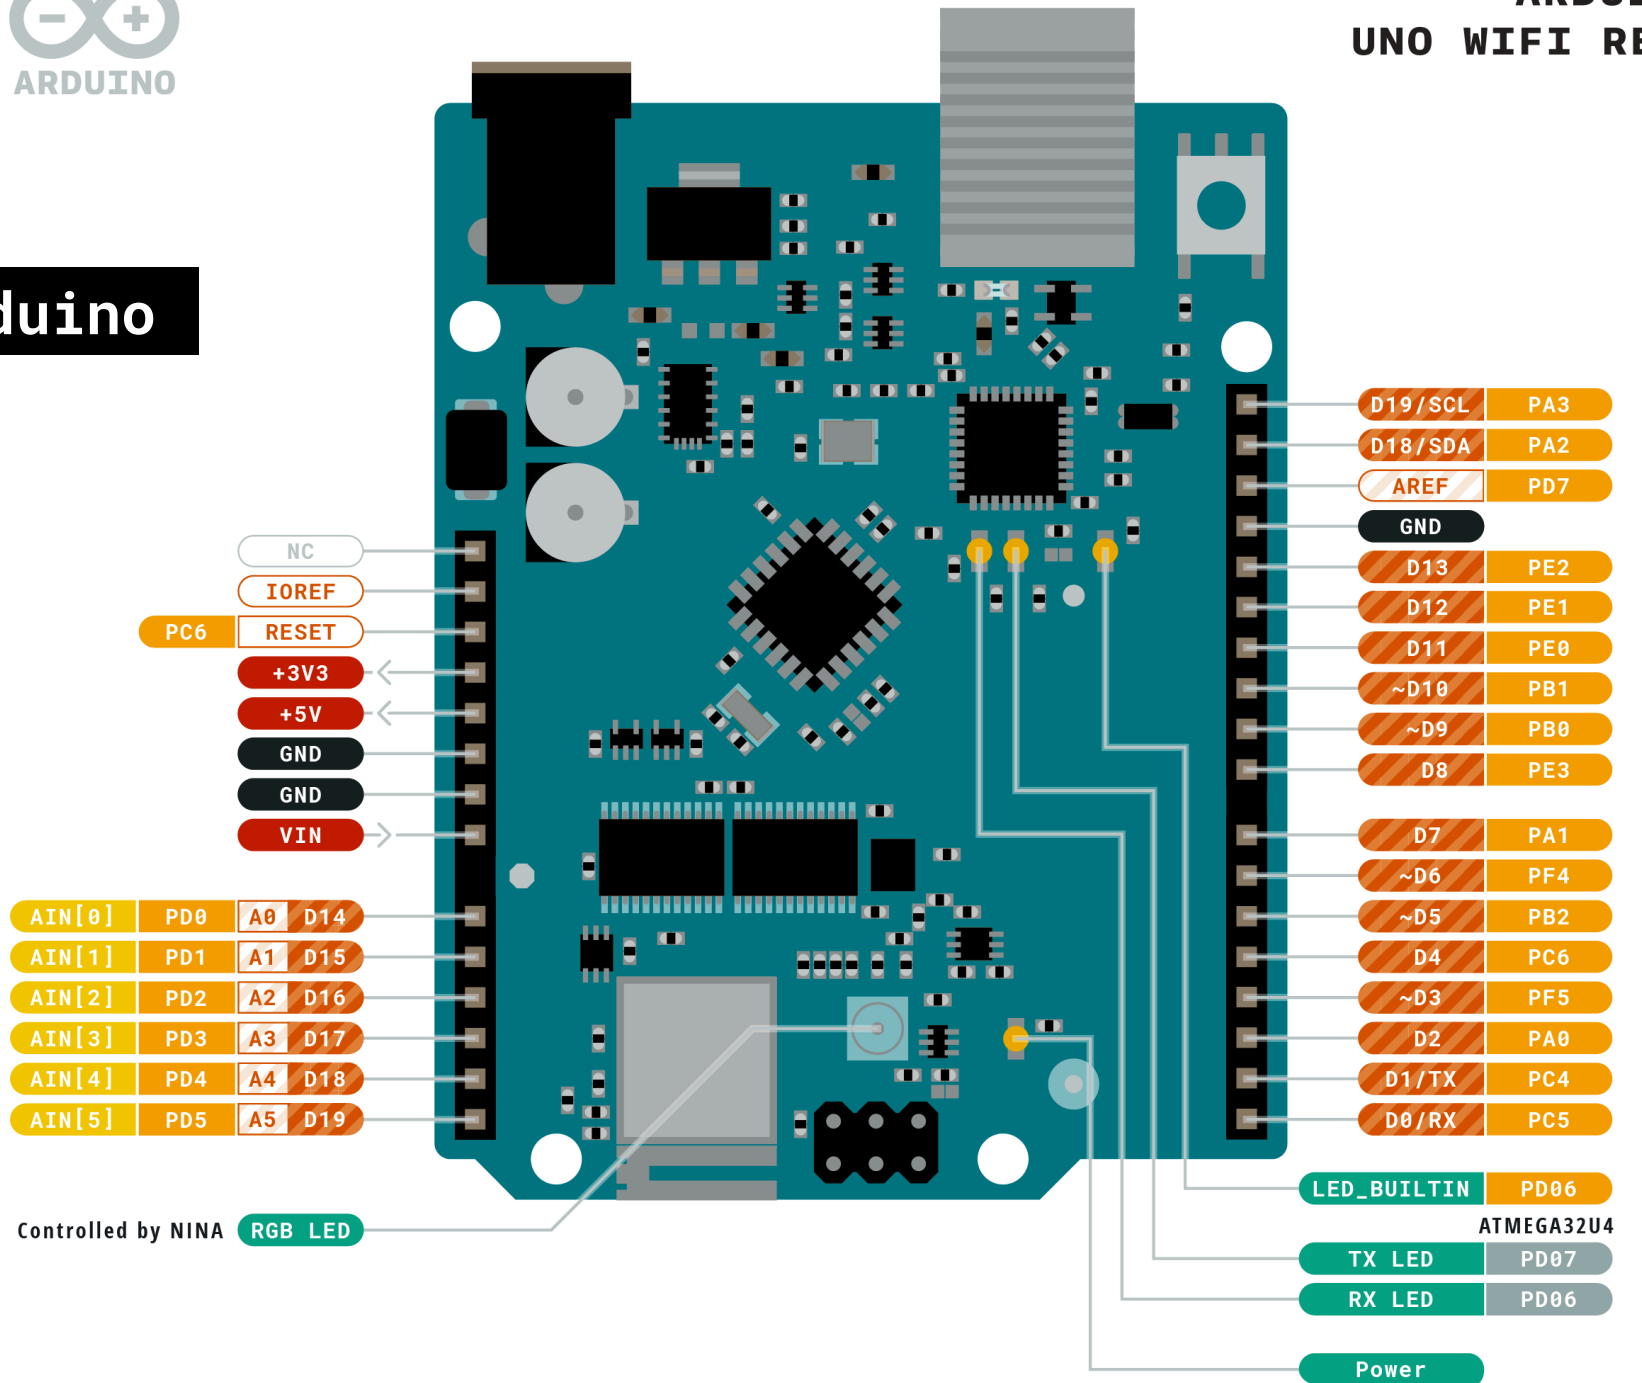 ARDUINO
UNO WIFI RE
duino
NC
IOREF
PC6 RESET
+3V3
+5V
GND
GND
VIN
AIN[0] PD0 A0 D14
AIN[1] PD1 A1 D15
AIN[2] PD2 A2 D16
AIN[3] PD3 A3 D17
AIN[4] PD4 A4 D18
AIN[5] PD5 A5 D19
Controlled by NINA RGB LED
D19/SCL PA3
D18/SDA PA2
AREF PD7
GND
D13 PE2
D12 PE1
D11 PE0
~D10 PB1
~D9 PB0
D8 PE3
D7 PA1
~D6 PF4
~D5 PB2
D4 PC6
~D3 PF5
D2 PA0
D1/TX PC4
D0/RX PC5
LED_BUILTIN PD06
ATMEGA32U4
TX LED PD07
RX LED PD06
Power